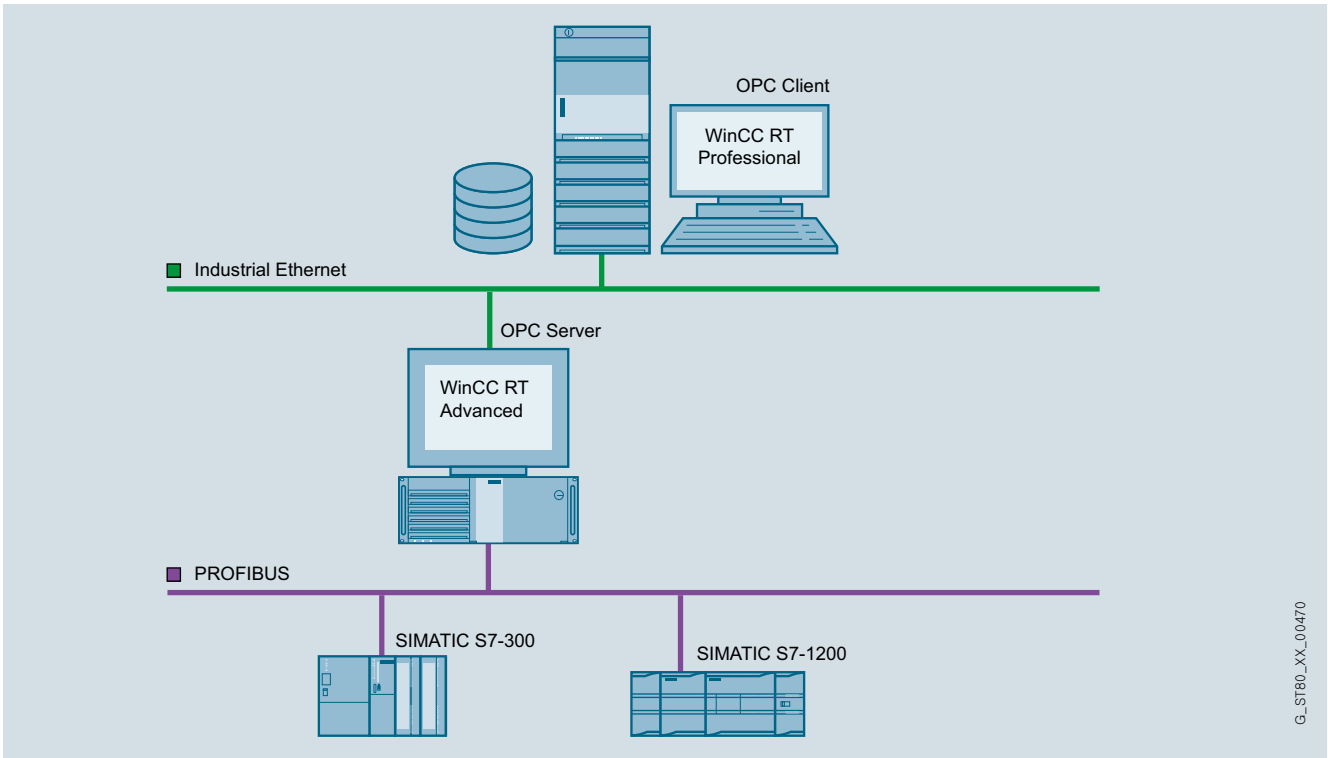 OPC Client
WinCC RT
Professional
Industrial Ethernet
OPC Server
WinCC RT
Advanced
PROFIBUS
SIMATIC S7-300
SIMATIC S7-1200
G_ST80_XX_00470